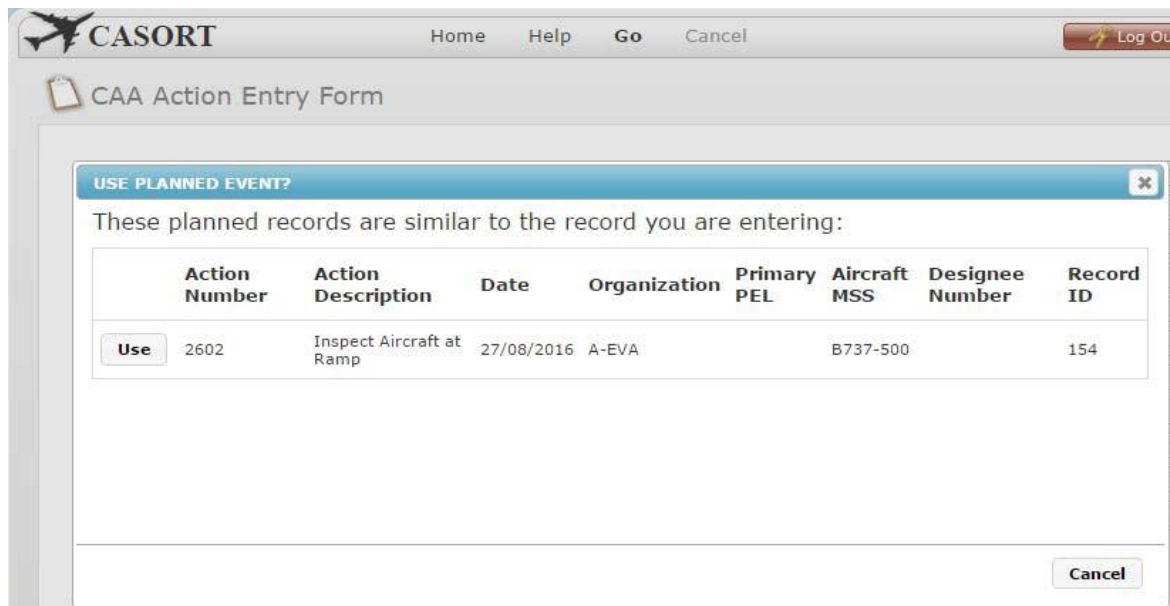 CASORT Home Help Go Cancel Log Ou
CAA Action Entry Form
USE PLANNED EVENT?
These planned records are similar to the record you are entering:
Action Number Action Description Date Organization Primary PEL Aircraft MSS Designee Number Record ID
Use 2602 Inspect Aircraft at Ramp 27/08/2016 A-EVA B737-500 154
Cancel